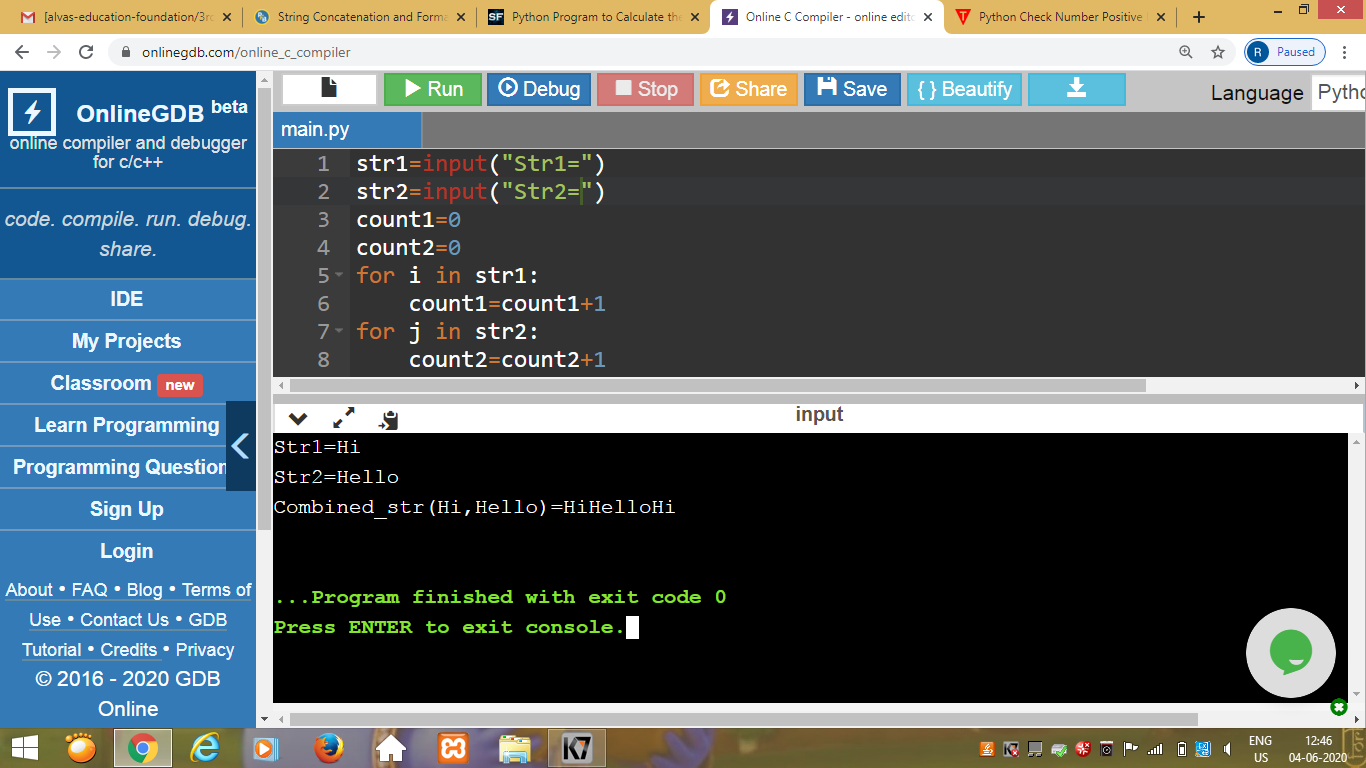 [alvas-education-foundation/3r
String Concatenation and Forma
Python Program to Calculate the
Online C Compiler - online edito
Python Check Number Positive
onlinegdb.com/online_c_compiler
R Paused
OnlineGDB beta
online compiler and debugger
for c/c++
code. compile. run. debug.
share.
IDE
My Projects
Classroom new
Learn Programming
Programming Question
Sign Up
Login
About • FAQ • Blog • Terms of
Use • Contact Us • GDB
Tutorial • Credits • Privacy
© 2016 - 2020 GDB
Online
Run Debug Stop Share Save { } Beautify
Language Pytho
main.py
1 str1=input("Str1=")
2 str2=input("Str2=")
3 count1=0
4 count2=0
5 for i in str1:
6     count1=count1+1
7 for j in str2:
8     count2=count2+1
input
Str1=Hi
Str2=Hello
Combined_str(Hi,Hello)=HiHelloHi
...Program finished with exit code 0
Press ENTER to exit console.
ENG 12:46
US 04-06-2020